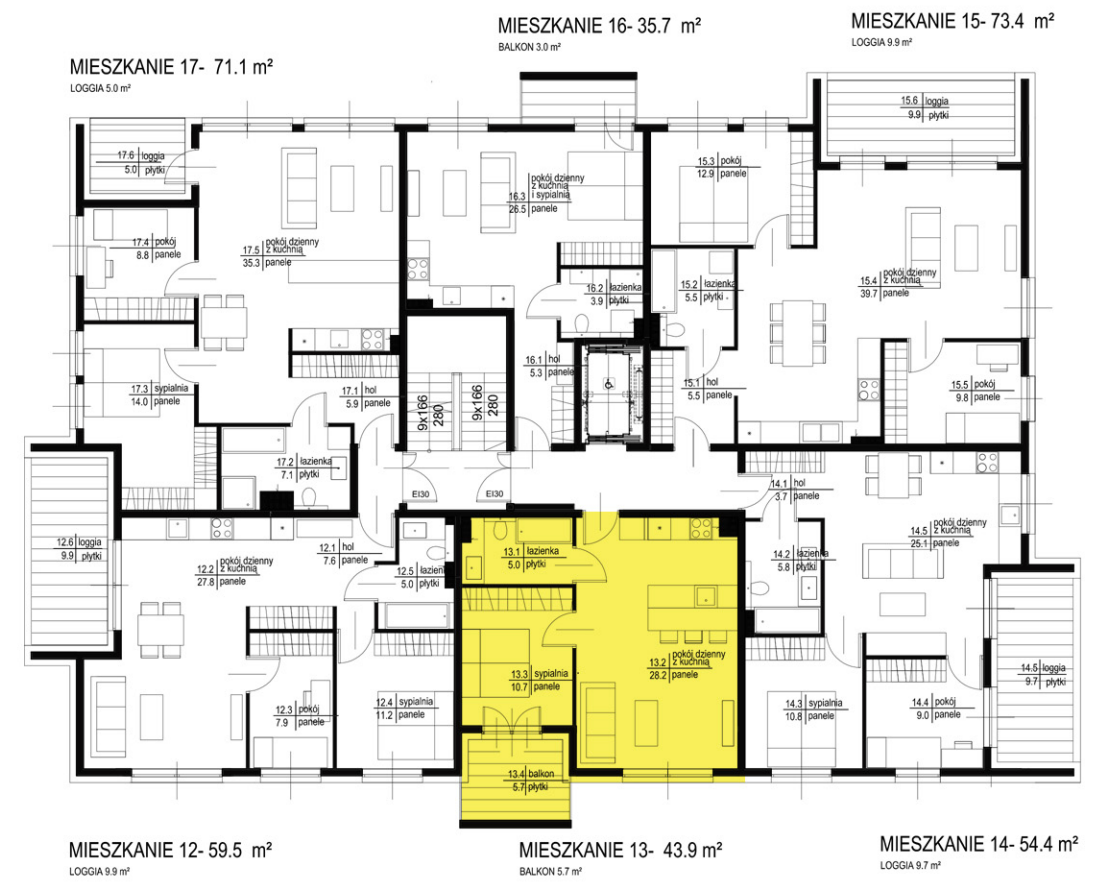 MIESZKANIE 16- 35.7 m²
BALKON 3.0 m²
MIESZKANIE 15- 73.4 m²
LOGGIA 9.9 m²
MIESZKANIE 17- 71.1 m²
LOGGIA 5.0 m²
17.6 loggia
5.0 płytki
17.4 pokój
8.8 panele
17.5 pokój dzienny
z kuchnią
35.3 panele
17.3 sypialnia
14.0 panele
17.1 hol
5.9 panele
17.2 łazienka
7.1 płytki
16.3 pokój dzienny
z kuchnią
i sypialnią
26.5 panele
16.2 łazienka
3.9 płytki
16.1 hol
5.3 panele
9x166
280
9x166
280
EI30
EI30
15.6 loggia
9.9 płytki
15.3 pokój
12.9 panele
15.2 łazienka
5.5 płytki
15.4 pokój dzienny
z kuchnią
39.7 panele
15.1 hol
5.5 panele
15.5 pokój
9.8 panele
12.6 loggia
9.9 płytki
12.2 pokój dzienny
z kuchnią
27.8 panele
12.1 hol
7.6 panele
12.5 łazienka
5.0 płytki
12.3 pokój
7.9 panele
12.4 sypialnia
11.2 panele
13.1 łazienka
5.0 płytki
13.2 pokój dzienny
z kuchnią
28.2 panele
13.3 sypialnia
10.7 panele
13.4 balkon
5.7 płytki
14.1 hol
3.7 panele
14.2 łazienka
5.8 płytki
14.5 pokój dzienny
z kuchnią
25.1 panele
14.3 sypialnia
10.8 panele
14.4 pokój
9.0 panele
14.5 loggia
9.7 płytki
MIESZKANIE 12- 59.5 m²
LOGGIA 9.9 m²
MIESZKANIE 13- 43.9 m²
BALKON 5.7 m²
MIESZKANIE 14- 54.4 m²
LOGGIA 9.7 m²